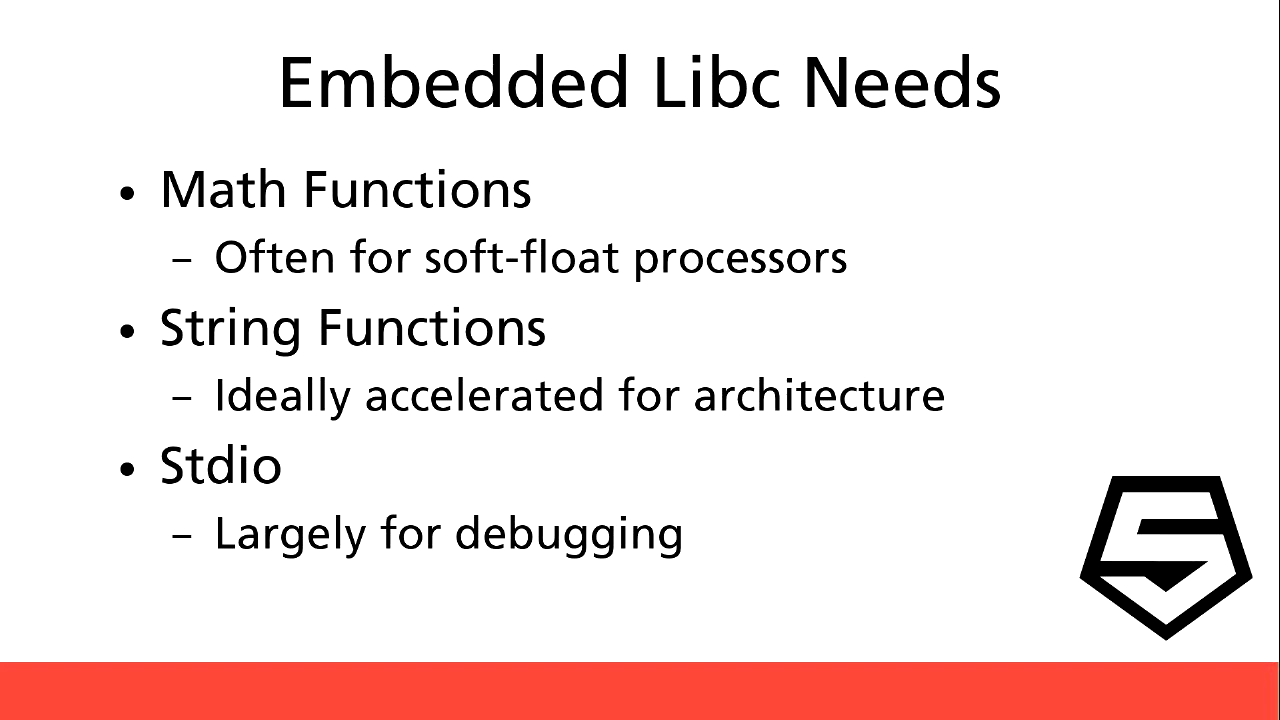 Embedded Libc Needs
• Math Functions
– Often for soft-float processors
• String Functions
– Ideally accelerated for architecture
• Stdio
– Largely for debugging